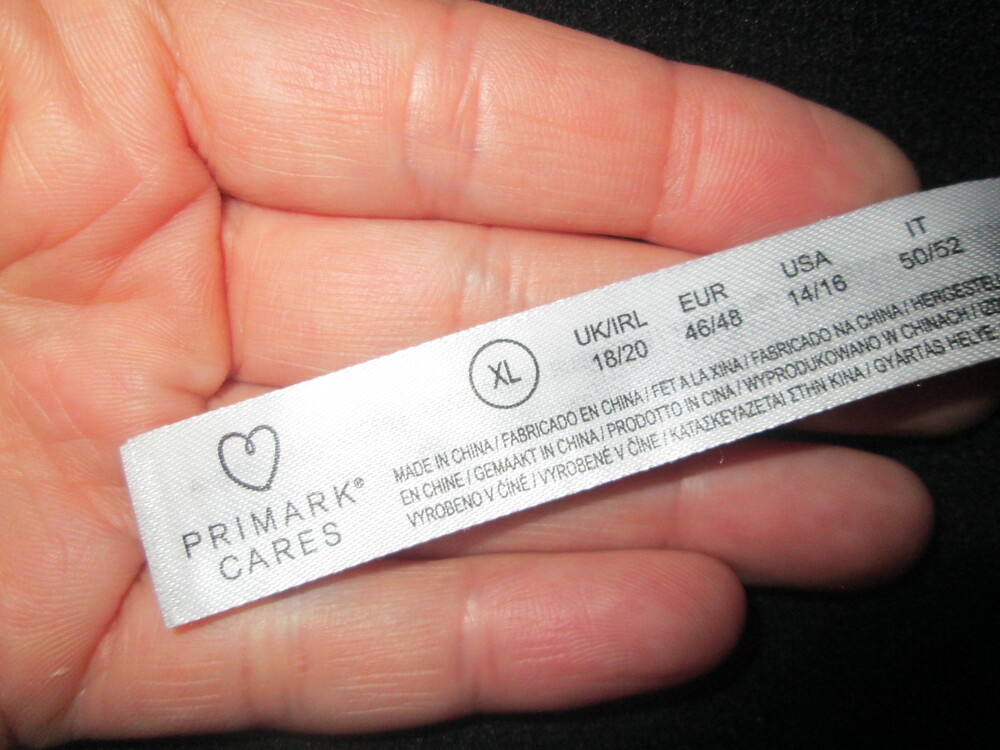 PRIMARK®
CARES
XL
UK/IRL
18/20
EUR
46/48
USA
14/16
IT
50/52
MADE IN CHINA / FABRICADO EN CHINA / FET A LA XINA / FABRICADO NA CHINA / HERGESTEL
EN CHINE / GEMAAKT IN CHINA / PRODOTTO IN CINA / WYPRODUKOWANO W CHINACH /
VYROBENO V ČÍNĚ / VYROBENÉ V ČÍNE / ΚΑΤΑΣΚΕΥΑΖΕΤΑΙ ΣΤΗΝ ΚΙΝΑ / GYÁRTÁS HELYE: